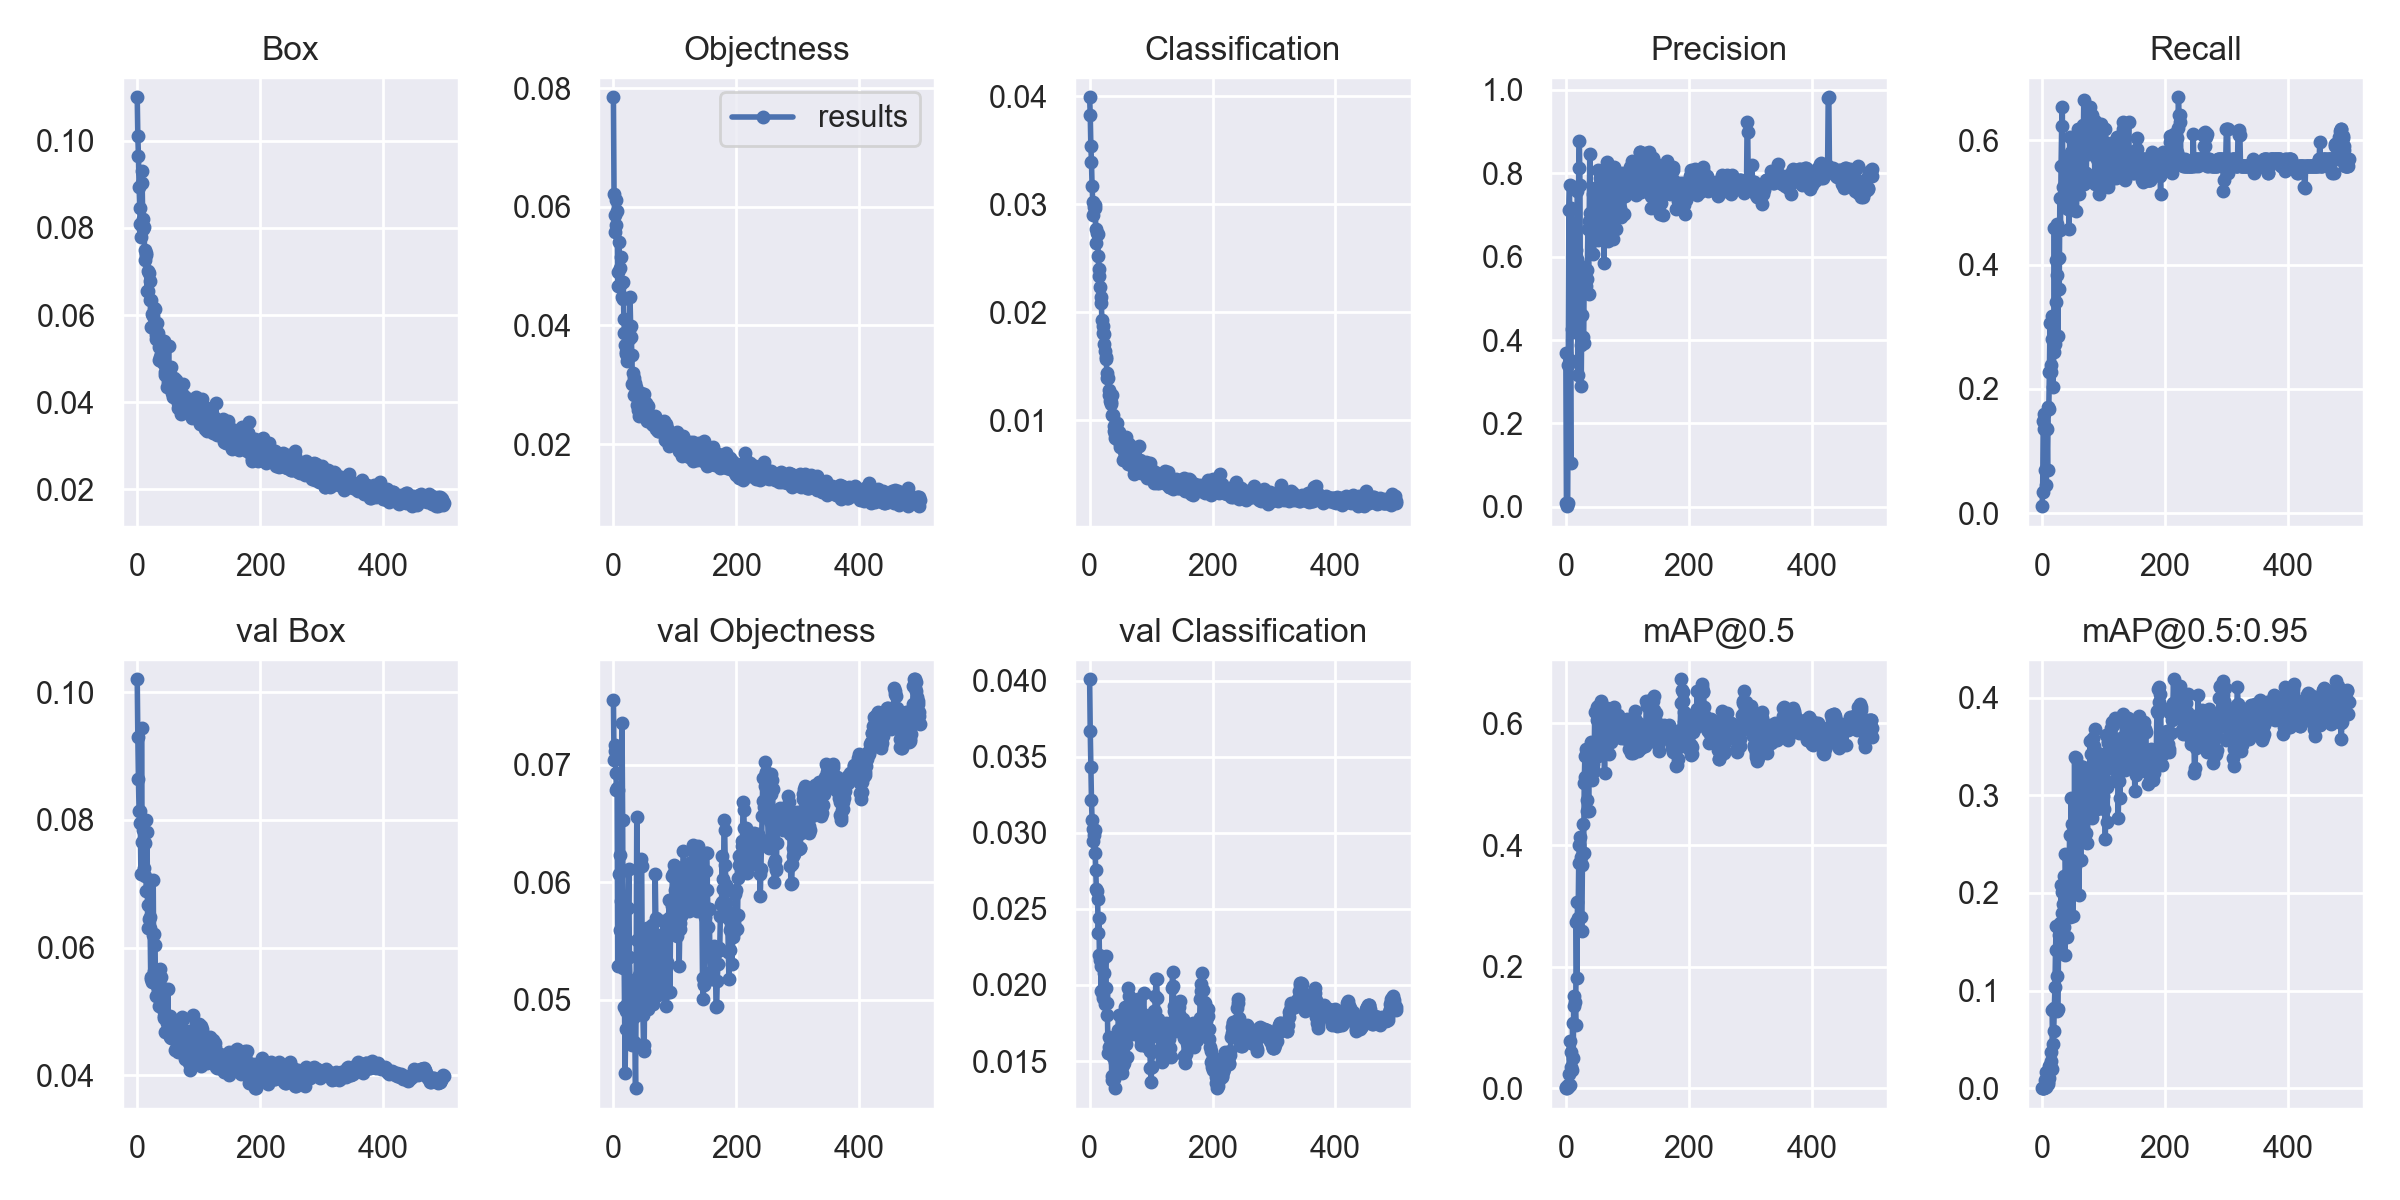 Box
Objectness
Classification
Precision
Recall
results
0.10
0.08
0.06
0.04
0.02
0 200 400
0.08
0.06
0.04
0.02
0 200 400
0.04
0.03
0.02
0.01
0 200 400
1.0
0.8
0.6
0.4
0.2
0.0
0 200 400
0.6
0.4
0.2
0.0
0 200 400
val Box
val Objectness
val Classification
mAP@0.5
mAP@0.5:0.95
0.10
0.08
0.06
0.04
0 200 400
0.07
0.06
0.05
0 200 400
0.040
0.035
0.030
0.025
0.020
0.015
0 200 400
0.6
0.4
0.2
0.0
0 200 400
0.4
0.3
0.2
0.1
0.0
0 200 400